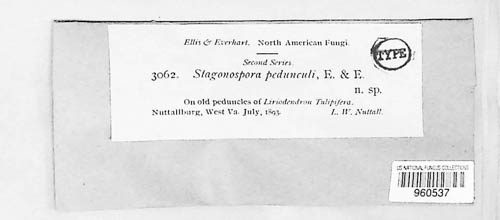 Ellis & Everhart. North American Fungi.
Second Series.
TYPE
3062. Stagonospora pedunculi, E. & E.
n. sp.
On old peduncles of Liriodendron Tulipifera.
Nuttallburg, West Va. July, 1893. L. W. Nuttall.
US NATIONAL FUNGUS COLLECTIONS
960537